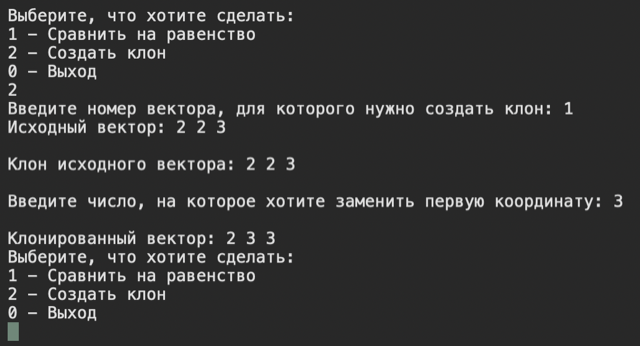 Выберите, что хотите сделать:
1 – Сравнить на равенство
2 – Создать клон
0 – Выход
2
Введите номер вектора, для которого нужно создать клон: 1
Исходный вектор: 2 2 3
Клон исходного вектора: 2 2 3
Введите число, на которое хотите заменить первую координату: 3
Клонированный вектор: 2 3 3
Выберите, что хотите сделать:
1 – Сравнить на равенство
2 – Создать клон
0 – Выход